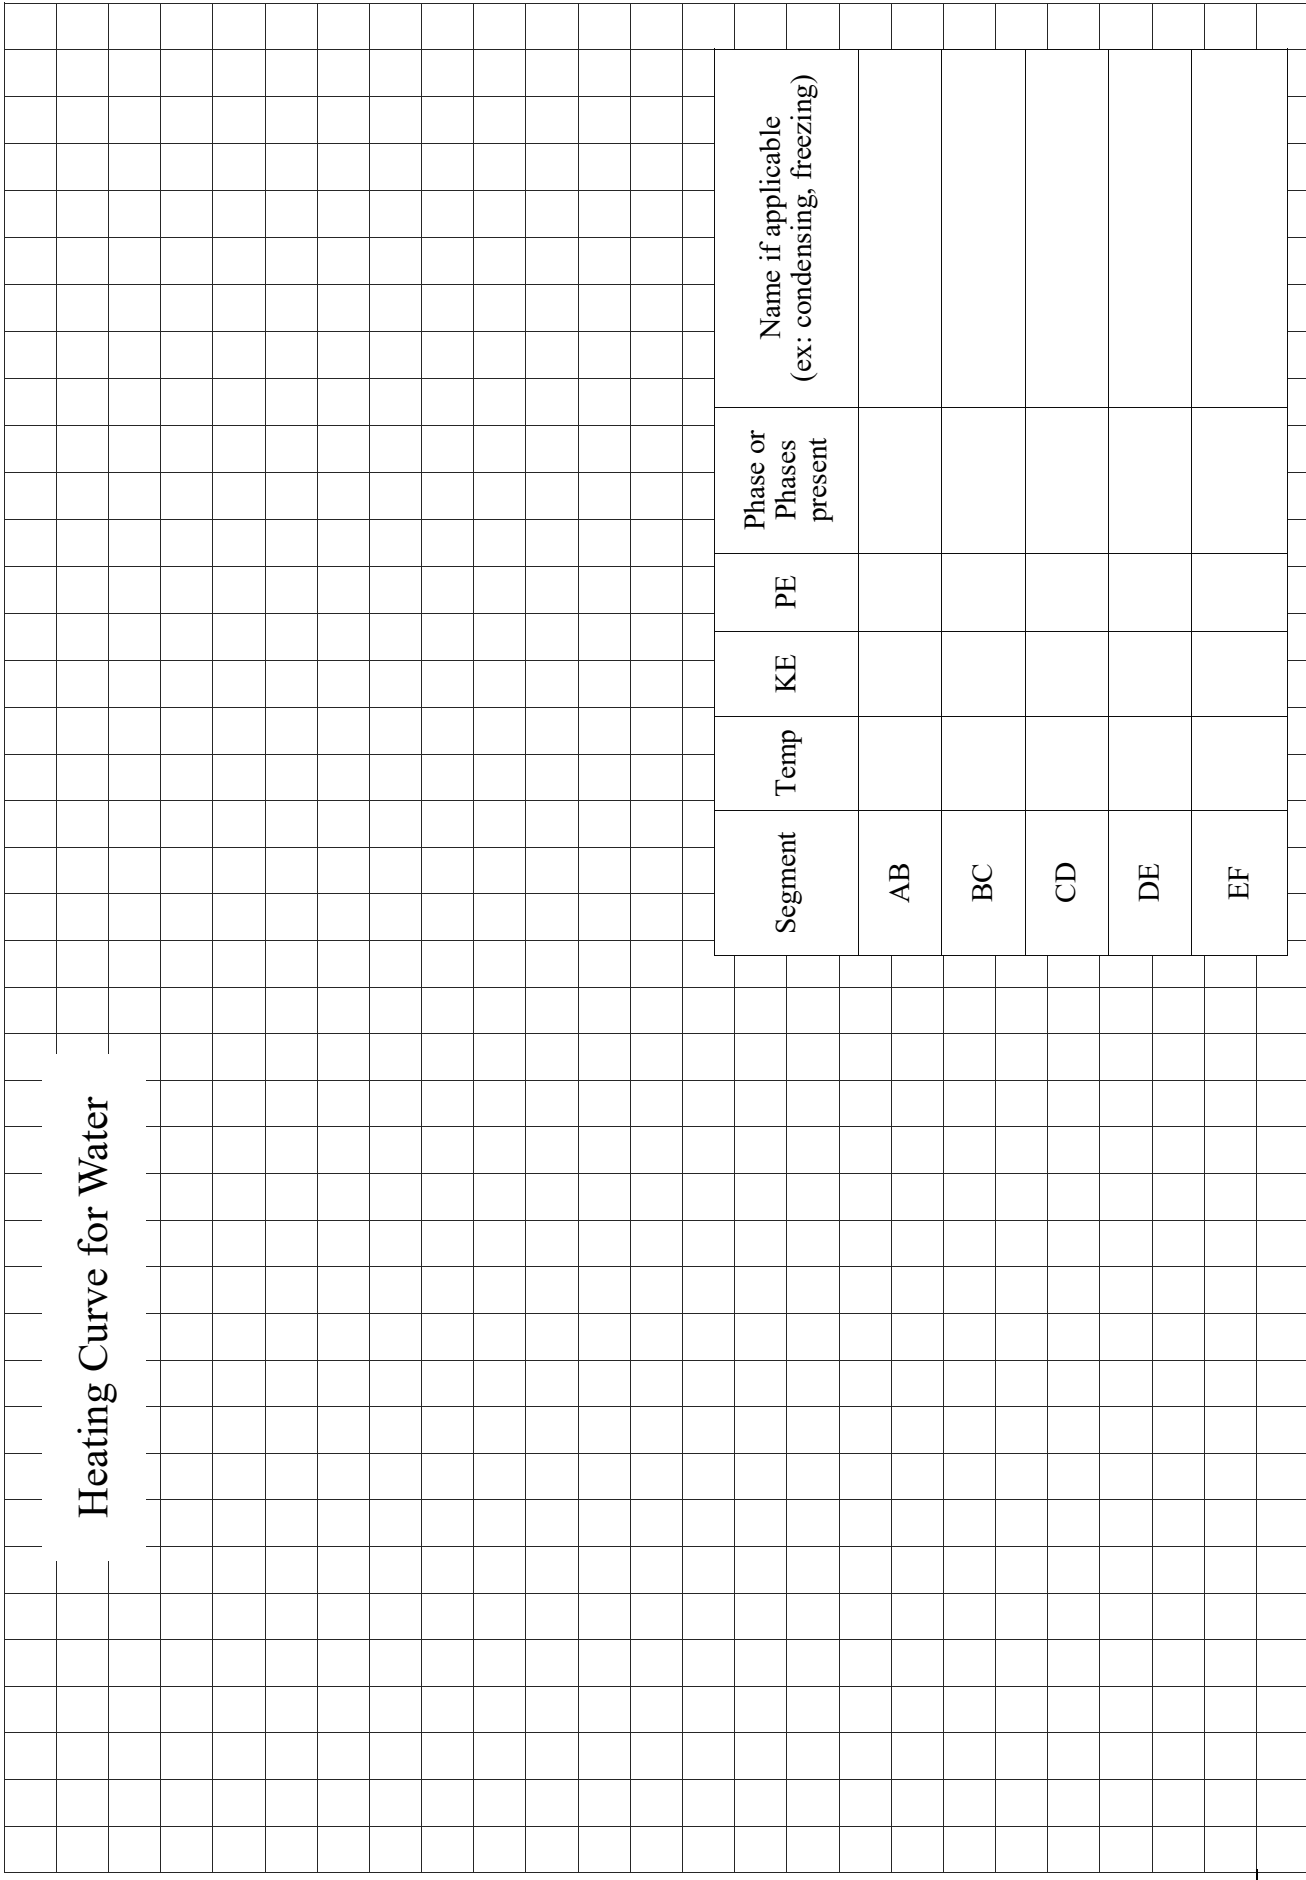 Heating Curve for Water
Segment
Temp
KE
PE
Phase or
Phases
present
Name if applicable
(ex: condensing, freezing)
AB
BC
CD
DE
EF